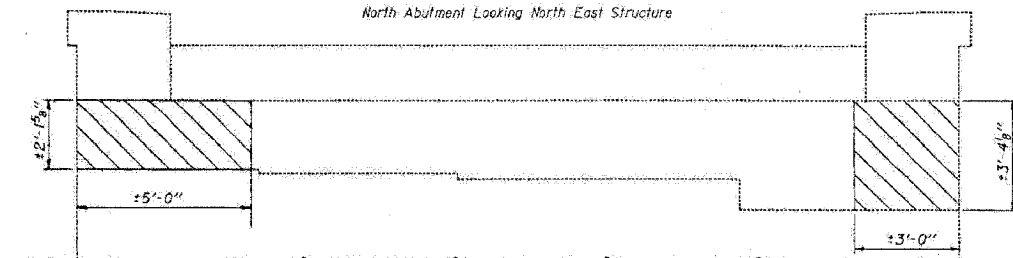 North Abutment Looking North East Structure
±2'-1⅝"
±5'-0"
±3'-4⅛"
±3'-0"